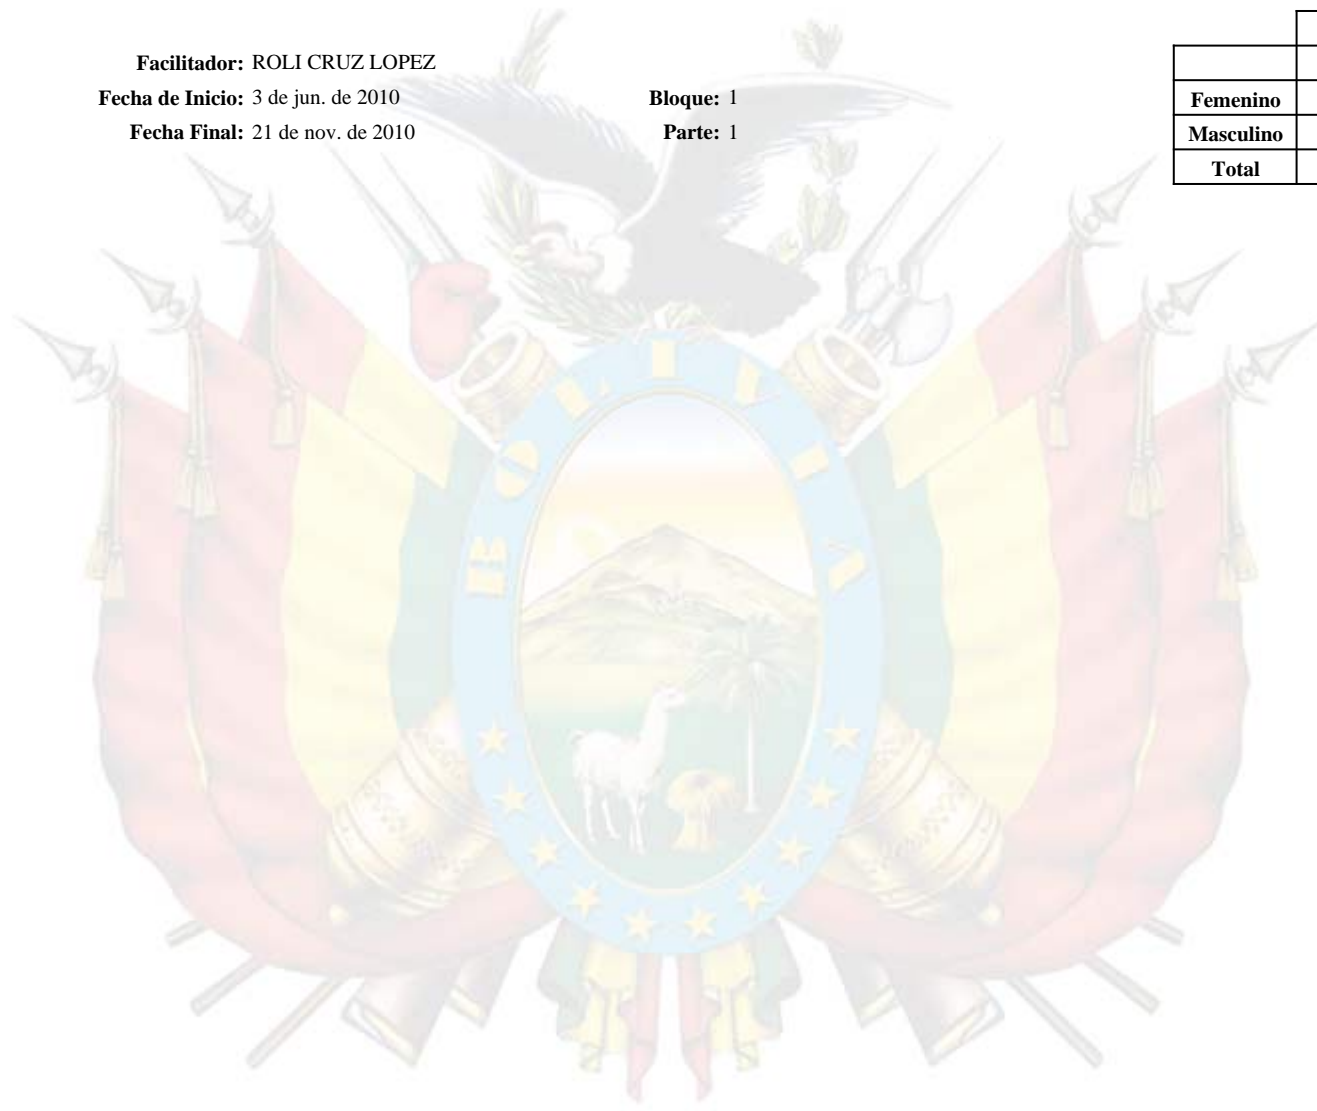 Facilitador: ROLI CRUZ LOPEZ
Fecha de Inicio: 3 de jun. de 2010
Bloque: 1
Fecha Final: 21 de nov. de 2010
Parte: 1
Femenino
Masculino
Total
BOLIVIA